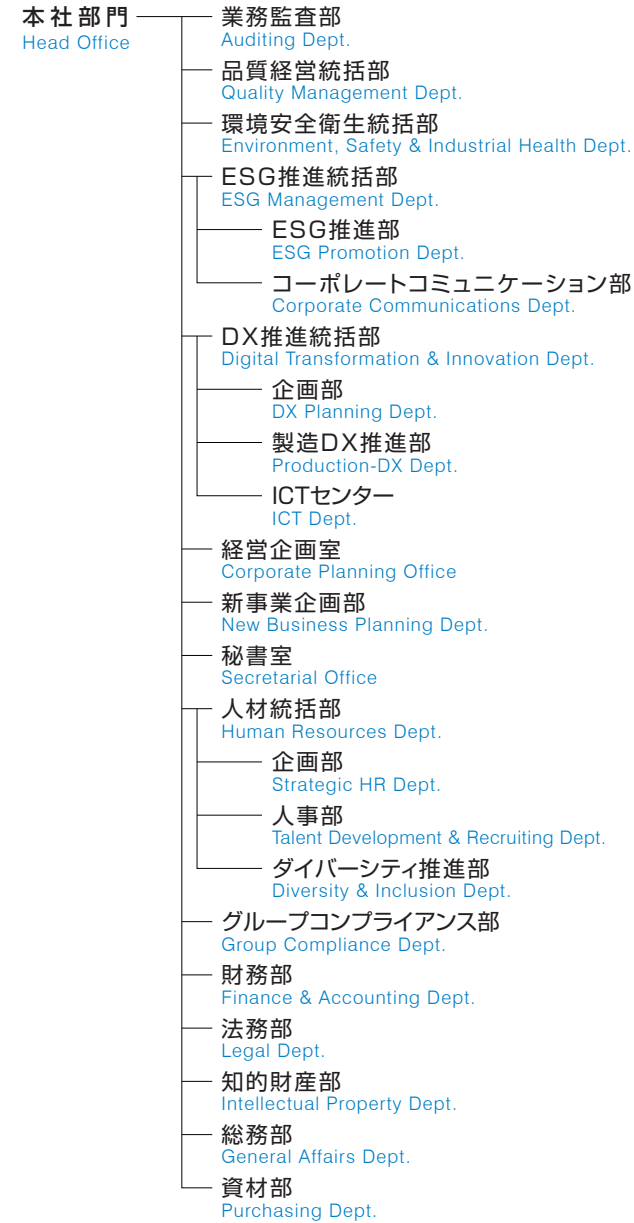 本社部門
Head Office
業務監査部
Auditing Dept.
品質経営統括部
Quality Management Dept.
環境安全衛生統括部
Environment, Safety & Industrial Health Dept.
ESG推進統括部
ESG Management Dept.
ESG推進部
ESG Promotion Dept.
コーポレートコミュニケーション部
Corporate Communications Dept.
DX推進統括部
Digital Transformation & Innovation Dept.
企画部
DX Planning Dept.
製造DX推進部
Production-DX Dept.
ICTセンター
ICT Dept.
経営企画室
Corporate Planning Office
新事業企画部
New Business Planning Dept.
秘書室
Secretarial Office
人材統括部
Human Resources Dept.
企画部
Strategic HR Dept.
人事部
Talent Development & Recruiting Dept.
ダイバーシティ推進部
Diversity & Inclusion Dept.
グループコンプライアンス部
Group Compliance Dept.
財務部
Finance & Accounting Dept.
法務部
Legal Dept.
知的財産部
Intellectual Property Dept.
総務部
General Affairs Dept.
資材部
Purchasing Dept.